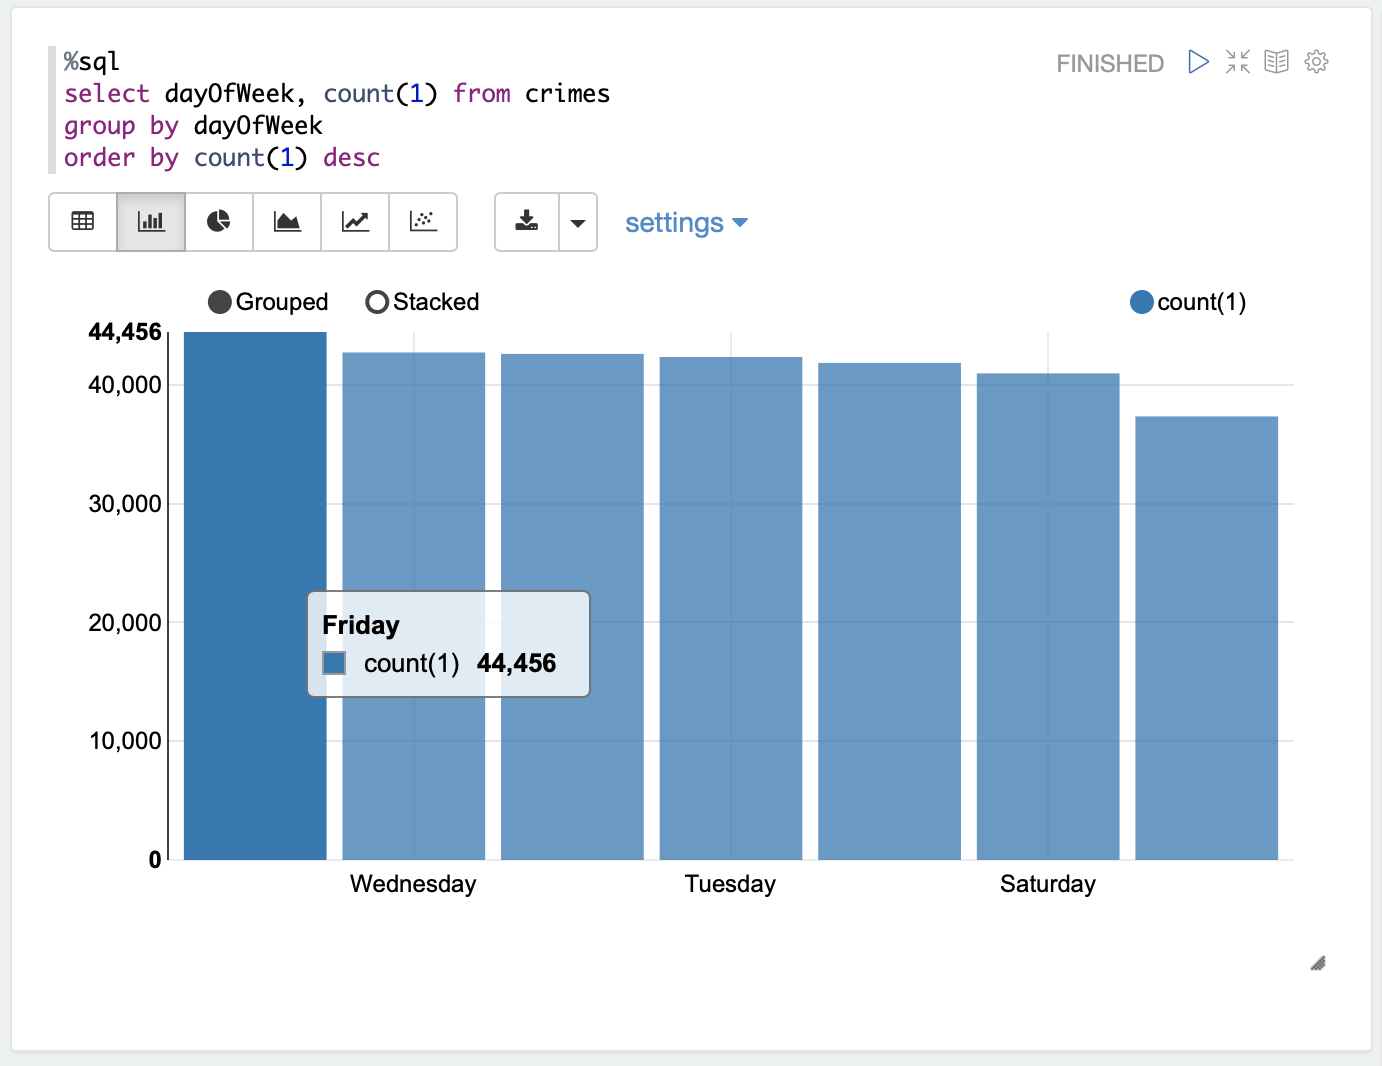 %sql
select dayOfWeek, count(1) from crimes
group by dayOfWeek
order by count(1) desc
FINISHED
settings
Grouped
Stacked
count(1)
44,456
40,000
30,000
20,000
10,000
0
Friday
count(1) 44,456
Wednesday
Tuesday
Saturday